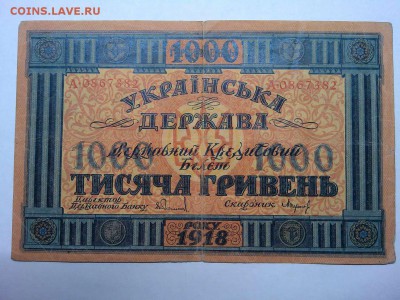 COINS.LAVE.RU
1000
А-0867382 А-0867382
УКРАЇНСЬКА
ДЕРЖАВА
Державний Кредитовий
1000 Білет 1000
ТИСЯЧА ГРИВЕНЬ
Директор
Державного Банку Скарбник
РОКУ
1918